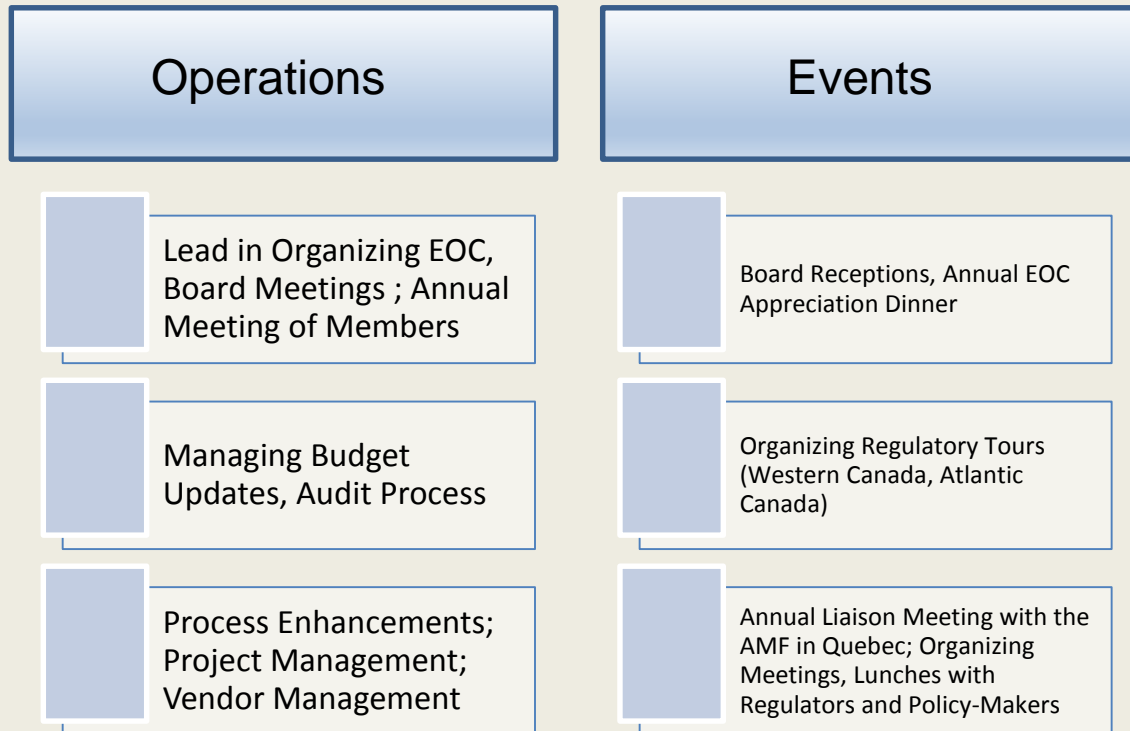 Operations
Lead in Organizing EOC,
Board Meetings ; Annual
Meeting of Members
Managing Budget
Updates, Audit Process
Process Enhancements;
Project Management;
Vendor Management
Events
Board Receptions, Annual EOC
Appreciation Dinner
Organizing Regulatory Tours
(Western Canada, Atlantic
Canada)
Annual Liaison Meeting with the
AMF in Quebec; Organizing
Meetings, Lunches with
Regulators and Policy-Makers